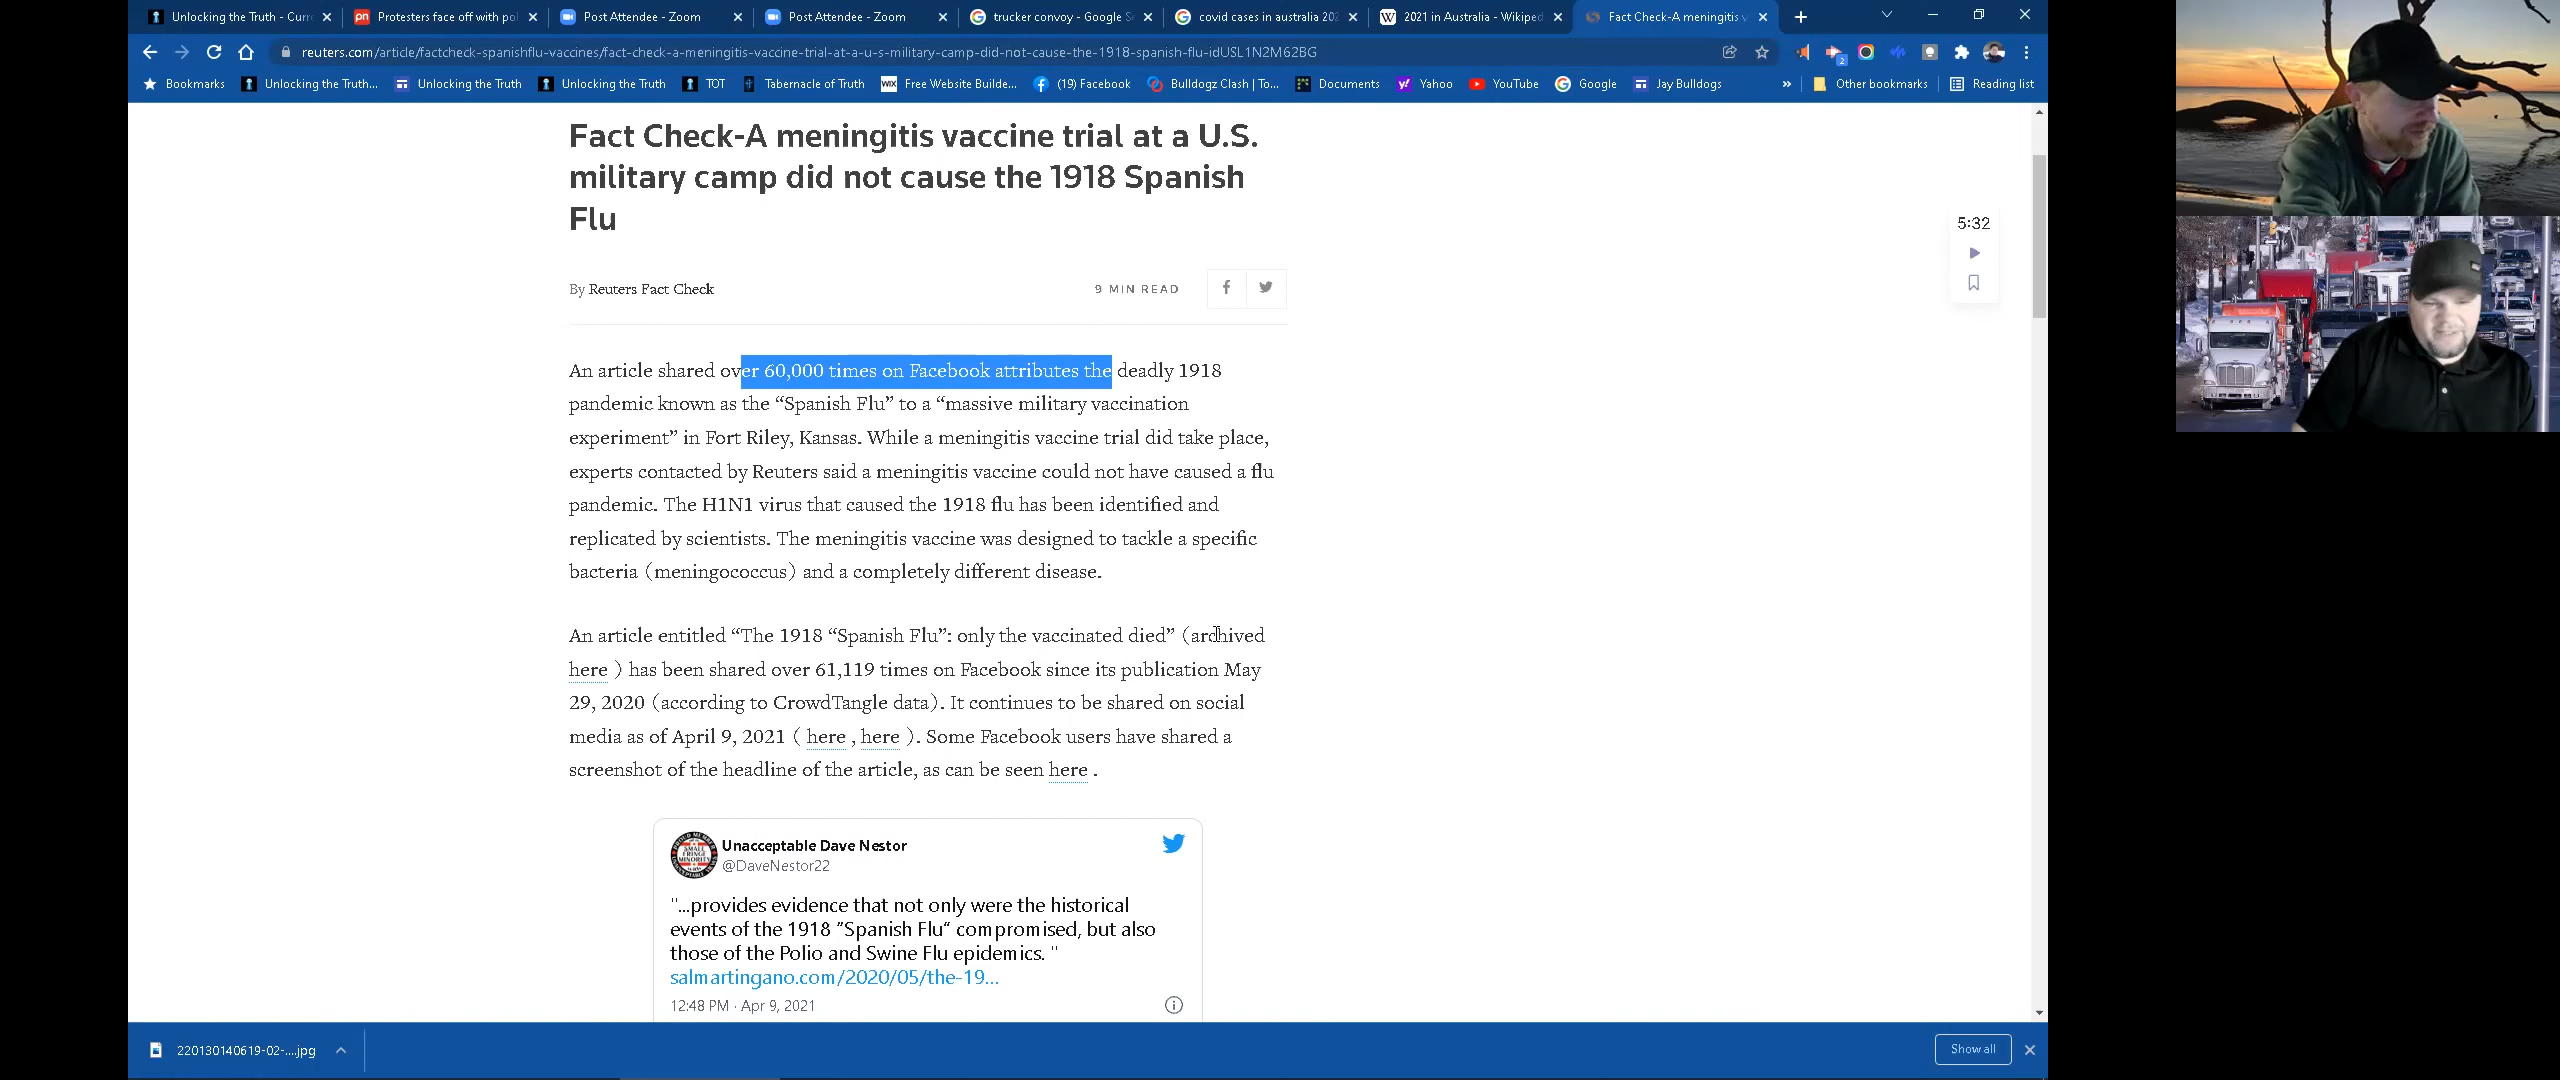 Unlocking the Truth - Curr
Protesters face off with pol
Post Attendee - Zoom
Post Attendee - Zoom
trucker convoy - Google Se
covid cases in australia 202
2021 in Australia - Wikiped
Fact Check-A meningitis v
reuters.com/article/factcheck-spanishflu-vaccines/fact-check-a-meningitis-vaccine-trial-at-a-u-s-military-camp-did-not-cause-the-1918-spanish-flu-idUSL1N2M62BG
2
Bookmarks
Unlocking the Truth...
Unlocking the Truth
Unlocking the Truth
TOT
Tabernacle of Truth
WIX
Free Website Builde...
(19) Facebook
Bulldogz Clash | To...
Documents
Yahoo
YouTube
Google
Jay Bulldogs
»
Other bookmarks
Reading list
Fact Check-A meningitis vaccine trial at a U.S.
military camp did not cause the 1918 Spanish
Flu
5:32
By Reuters Fact Check
9 MIN READ
An article shared over 60,000 times on Facebook attributes the deadly 1918
pandemic known as the “Spanish Flu” to a “massive military vaccination
experiment” in Fort Riley, Kansas. While a meningitis vaccine trial did take place,
experts contacted by Reuters said a meningitis vaccine could not have caused a flu
pandemic. The H1N1 virus that caused the 1918 flu has been identified and
replicated by scientists. The meningitis vaccine was designed to tackle a specific
bacteria (meningococcus) and a completely different disease.
An article entitled “The 1918 “Spanish Flu”: only the vaccinated died” (archived
here ) has been shared over 61,119 times on Facebook since its publication May
29, 2020 (according to CrowdTangle data). It continues to be shared on social
media as of April 9, 2021 ( here , here ). Some Facebook users have shared a
screenshot of the headline of the article, as can be seen here .
Unacceptable Dave Nestor
@DaveNestor22
SMALL
FRINGE
MINORITY
"...provides evidence that not only were the historical
events of the 1918 “Spanish Flu“ compromised, but also
those of the Polio and Swine Flu epidemics. "
salmartingano.com/2020/05/the-19...
12:48 PM · Apr 9, 2021
220130140619-02-....jpg
Show all